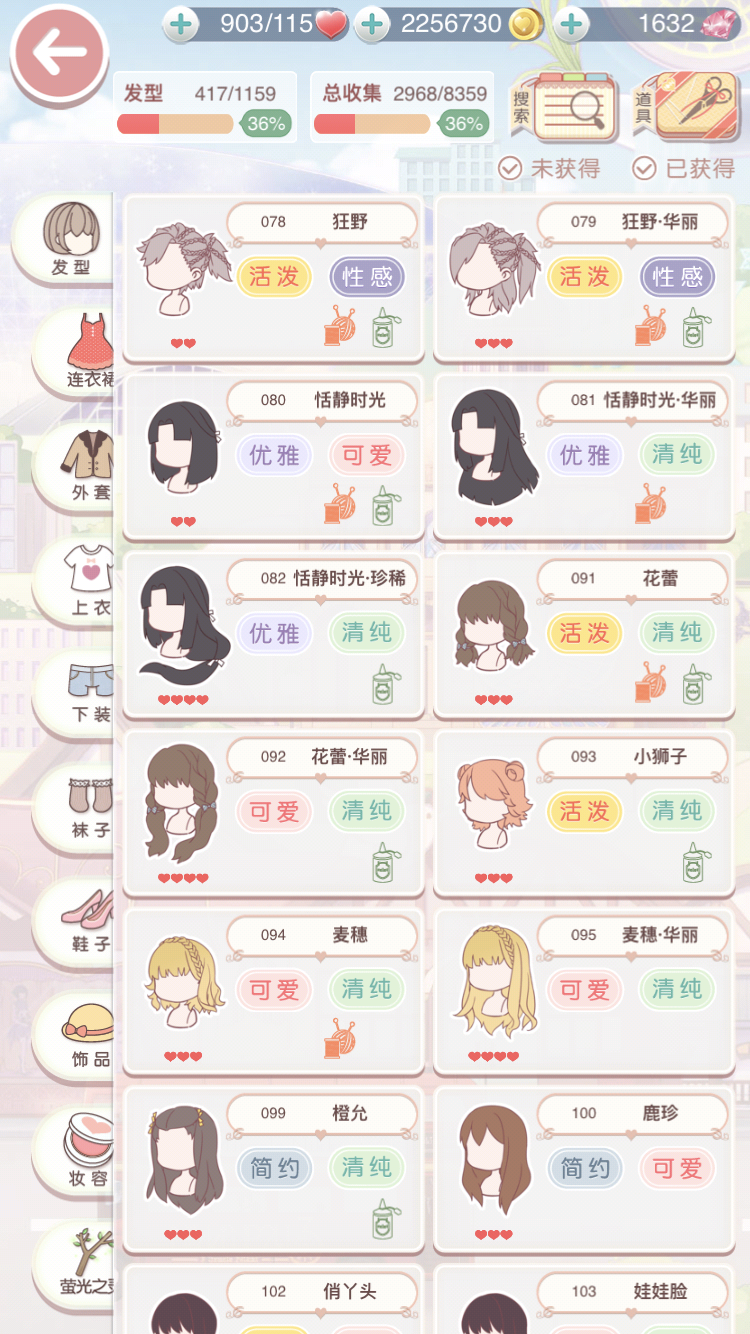 903/115 2256730 1632
发型 417/1159
36%
总收集 2968/8359
36%
搜索
道具
未获得 已获得
发型
连衣裙
外套
上衣
下装
袜子
鞋子
饰品
妆容
萤光之灵
078 狂野
活泼 性感
079 狂野·华丽
活泼 性感
080 恬静时光
优雅 可爱
081 恬静时光·华丽
优雅 清纯
082 恬静时光·珍稀
优雅 清纯
091 花蕾
活泼 清纯
092 花蕾·华丽
可爱 清纯
093 小狮子
活泼 清纯
094 麦穗
可爱 清纯
095 麦穗·华丽
可爱 清纯
099 橙允
简约 清纯
100 鹿珍
简约 可爱
102 俏丫头
103 娃娃脸